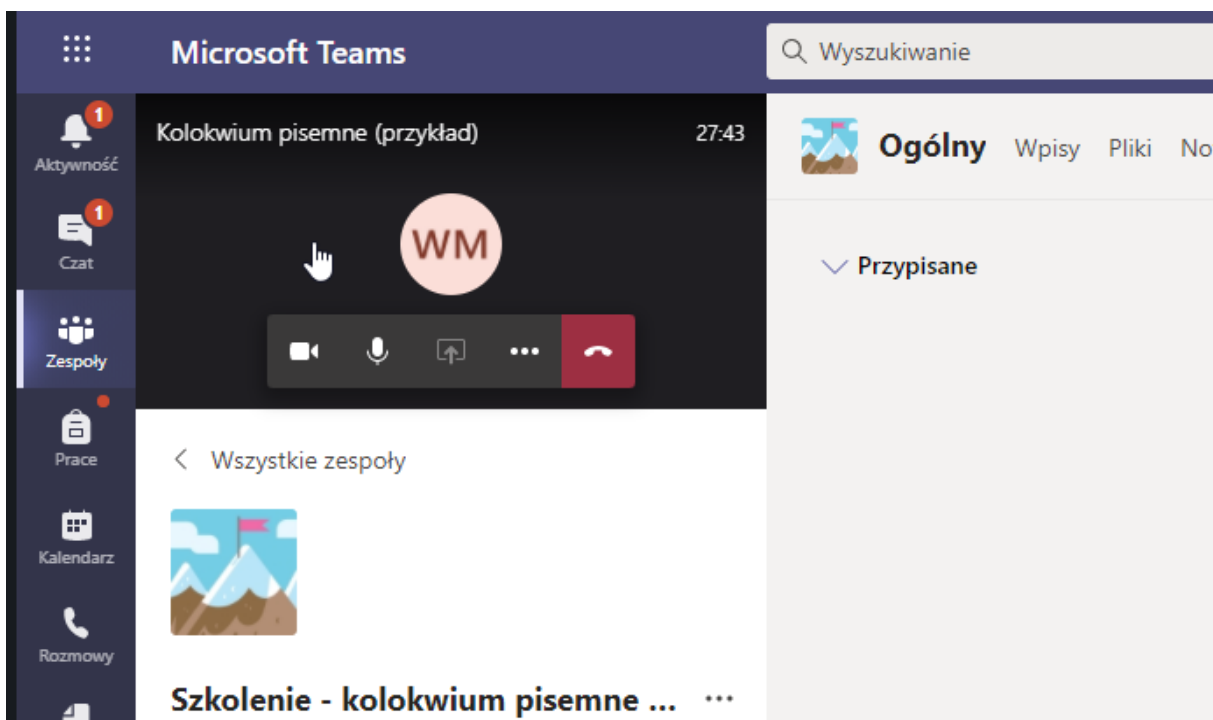 Microsoft Teams
Wyszukiwanie
1
Aktywność
Kolokwium pisemne (przykład)
27:43
Ogólny Wpisy Pliki No
1
Czat
WM
Przypisane
Zespoły
Prace
Wszystkie zespoły
Kalendarz
Rozmowy
Szkolenie - kolokwium pisemne ...